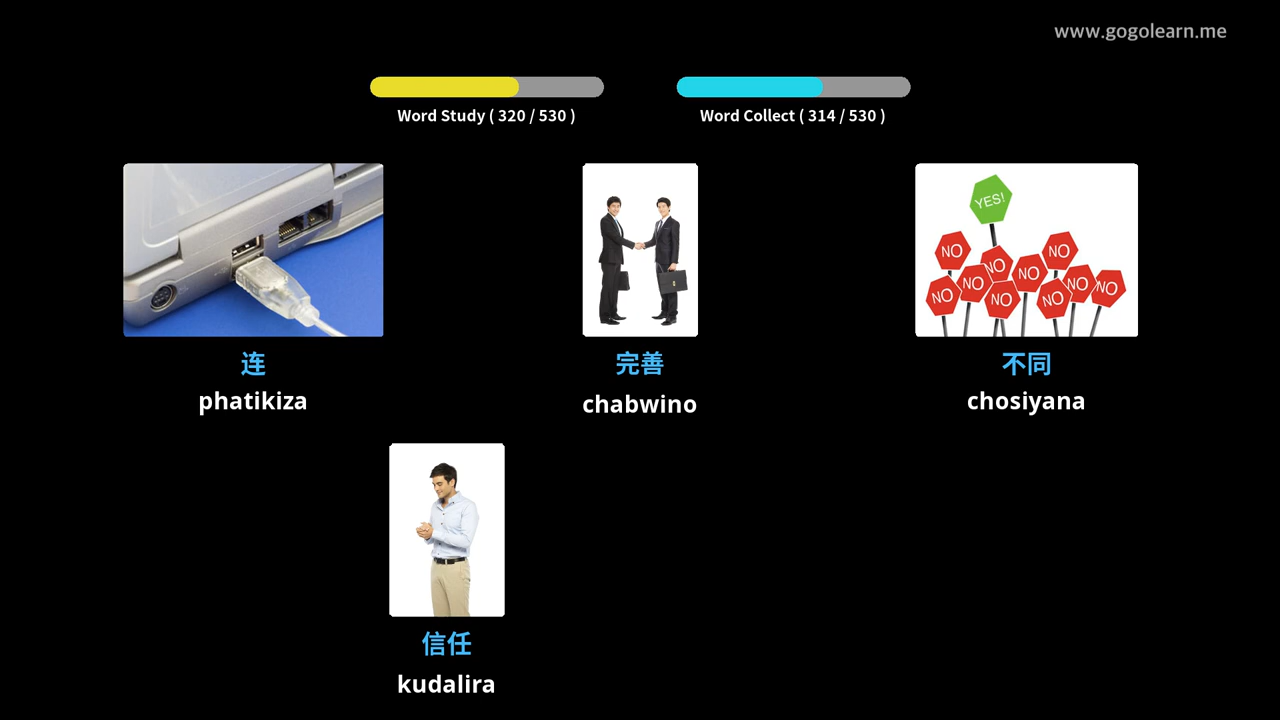 www.gogolearn.me
Word Study ( 320 / 530 )
Word Collect ( 314 / 530 )
YES!
NO
NO
NO
NO
NO
NO
NO
NO
NO
NO
连
phatikiza
完善
chabwino
不同
chosiyana
信任
kudalira